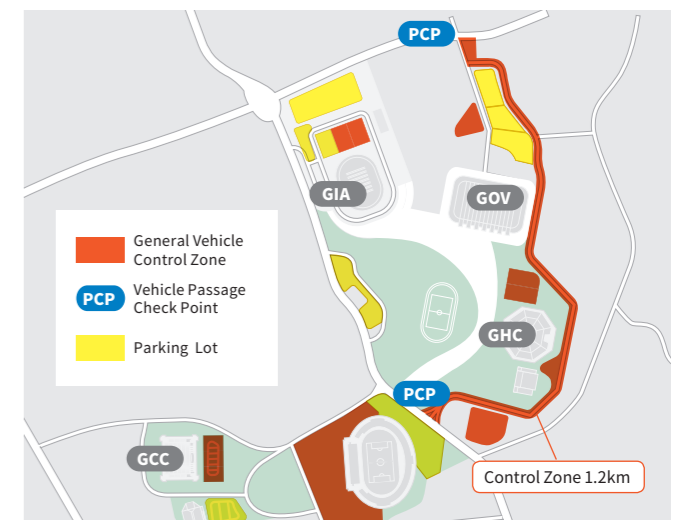 PCP
GIA
GOV
General Vehicle
Control Zone
PCP
Vehicle Passage
Check Point
Parking Lot
GHC
PCP
GCC
Control Zone 1.2km